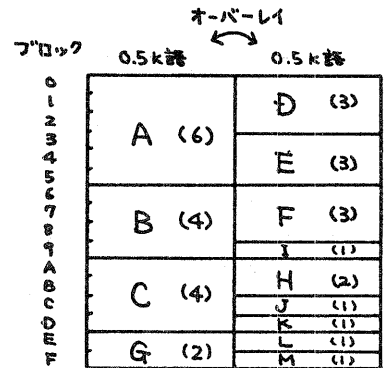 オーバーレイ
ブロック 0.5k語 0.5k語
0
1
2
3
4
5
6
7
8
9
A
B
C
D
E
F
A (6)
B (4)
C (4)
G (2)
D (3)
E (3)
F (3)
I (1)
H (2)
J (1)
K (1)
L (1)
M (1)